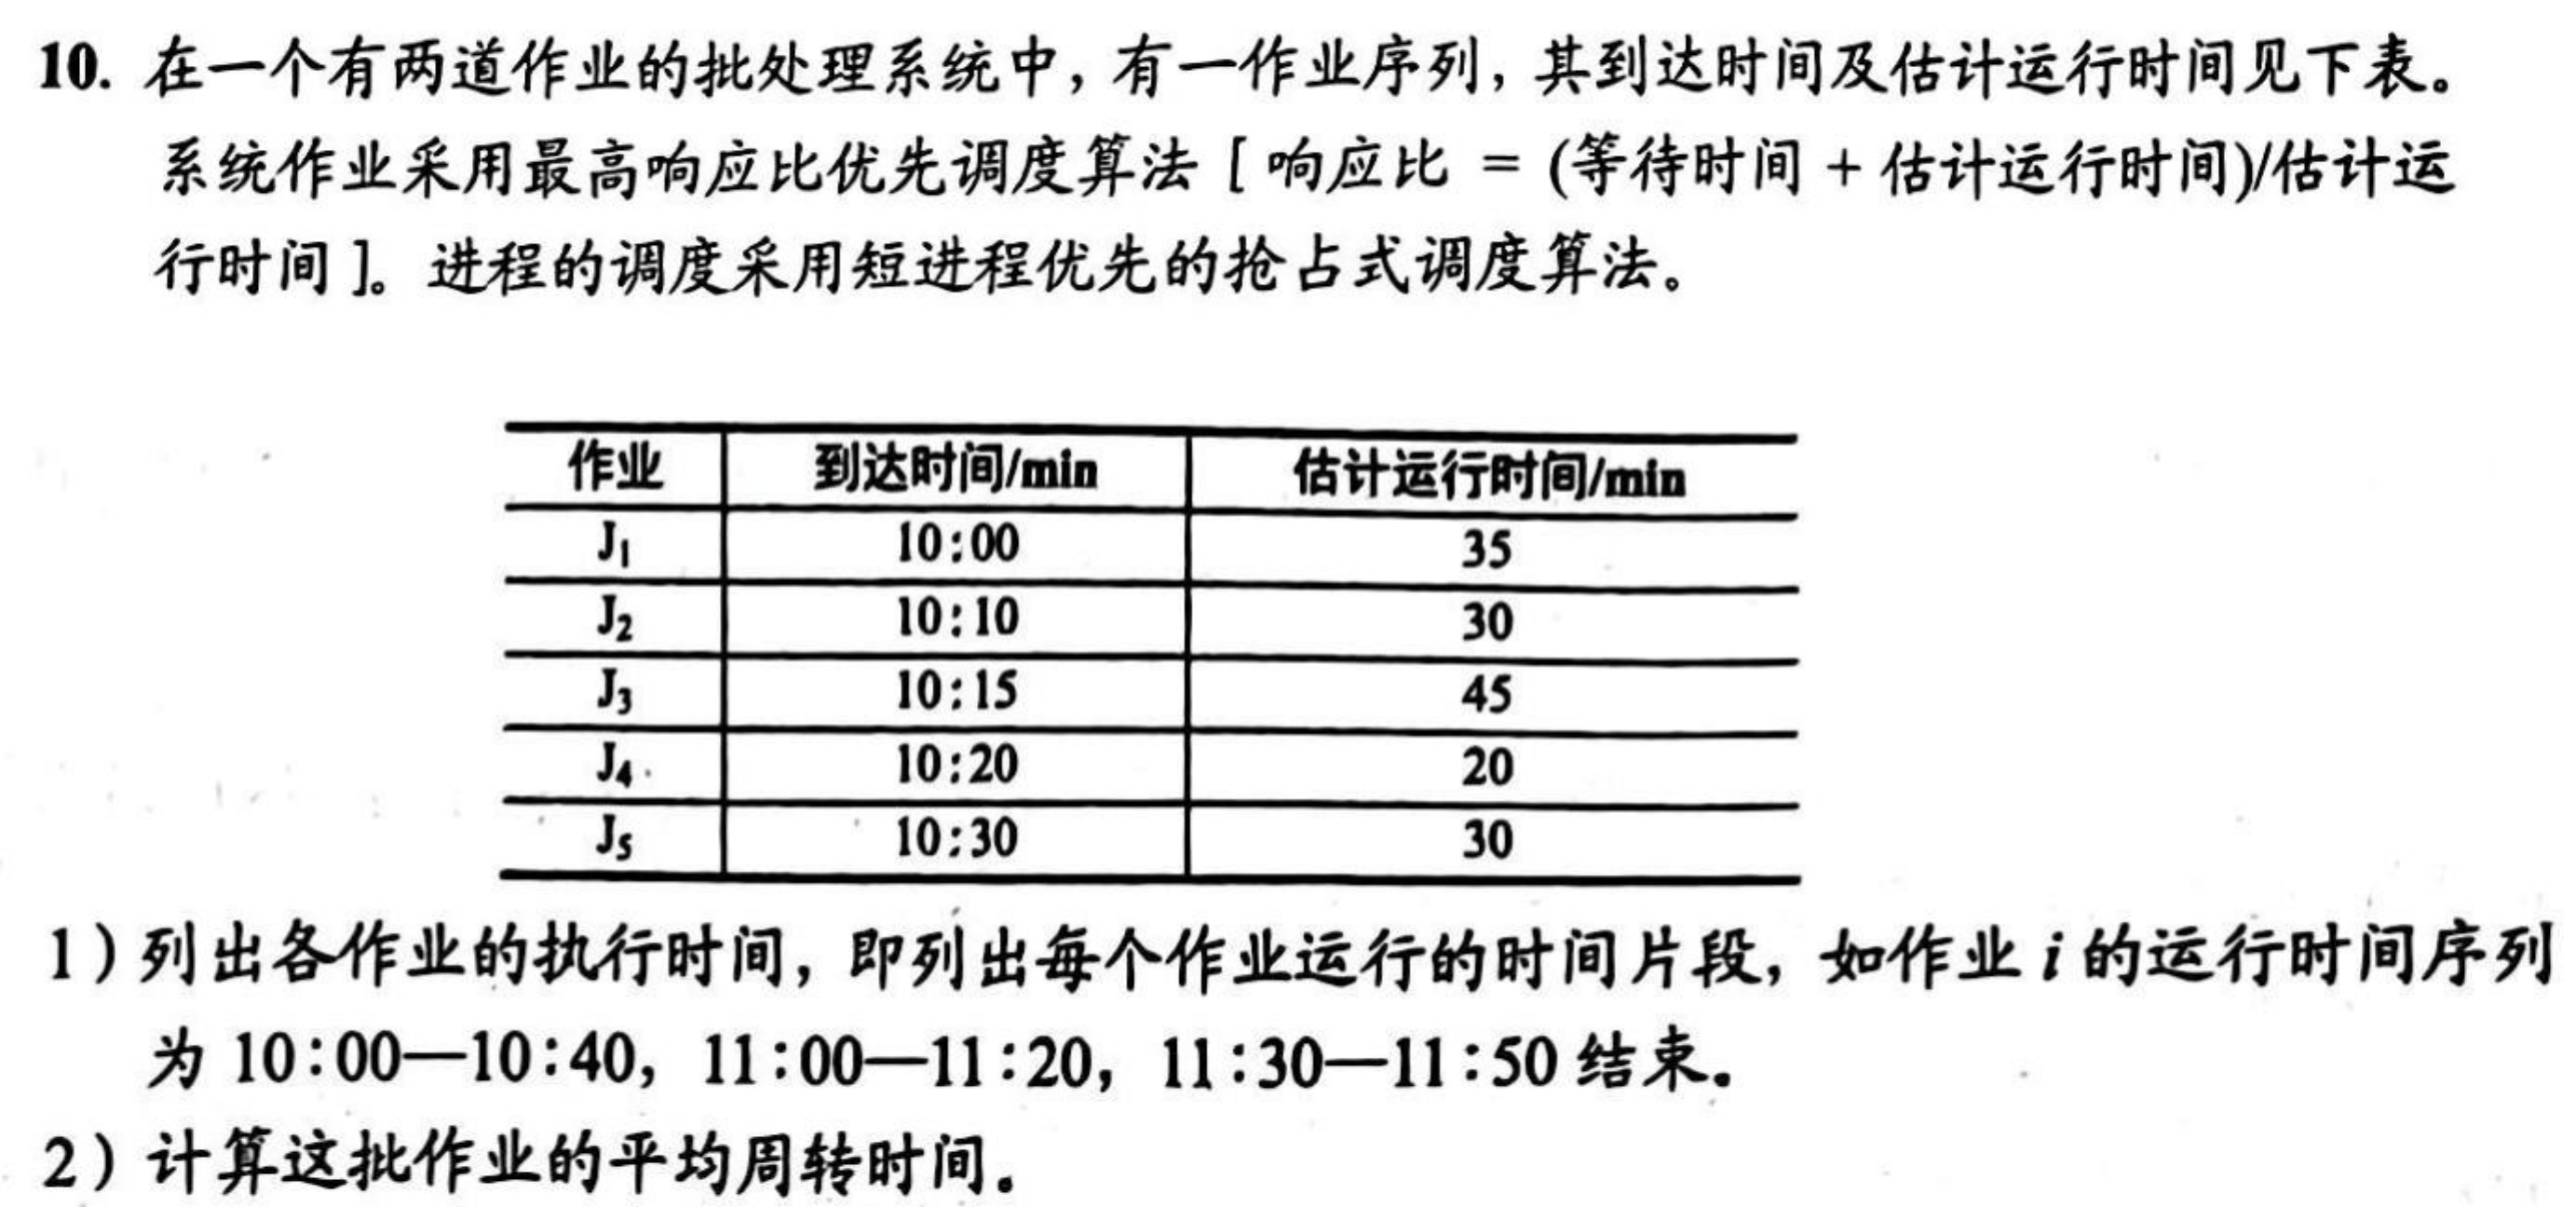 10. 在一个有两道作业的批处理系统中，有一作业序列，其到达时间及估计运行时间见下表。
系统作业采用最高响应比优先调度算法［响应比 = (等待时间 + 估计运行时间)/估计运
行时间］。进程的调度采用短进程优先的抢占式调度算法。
作业 到达时间/min 估计运行时间/min
J1 10:00 35
J2 10:10 30
J3 10:15 45
J4 10:20 20
J5 10:30 30
1）列出各作业的执行时间，即列出每个作业运行的时间片段，如作业 i 的运行时间序列
为 10:00—10:40，11:00—11:20，11:30—11:50 结束。
2）计算这批作业的平均周转时间。